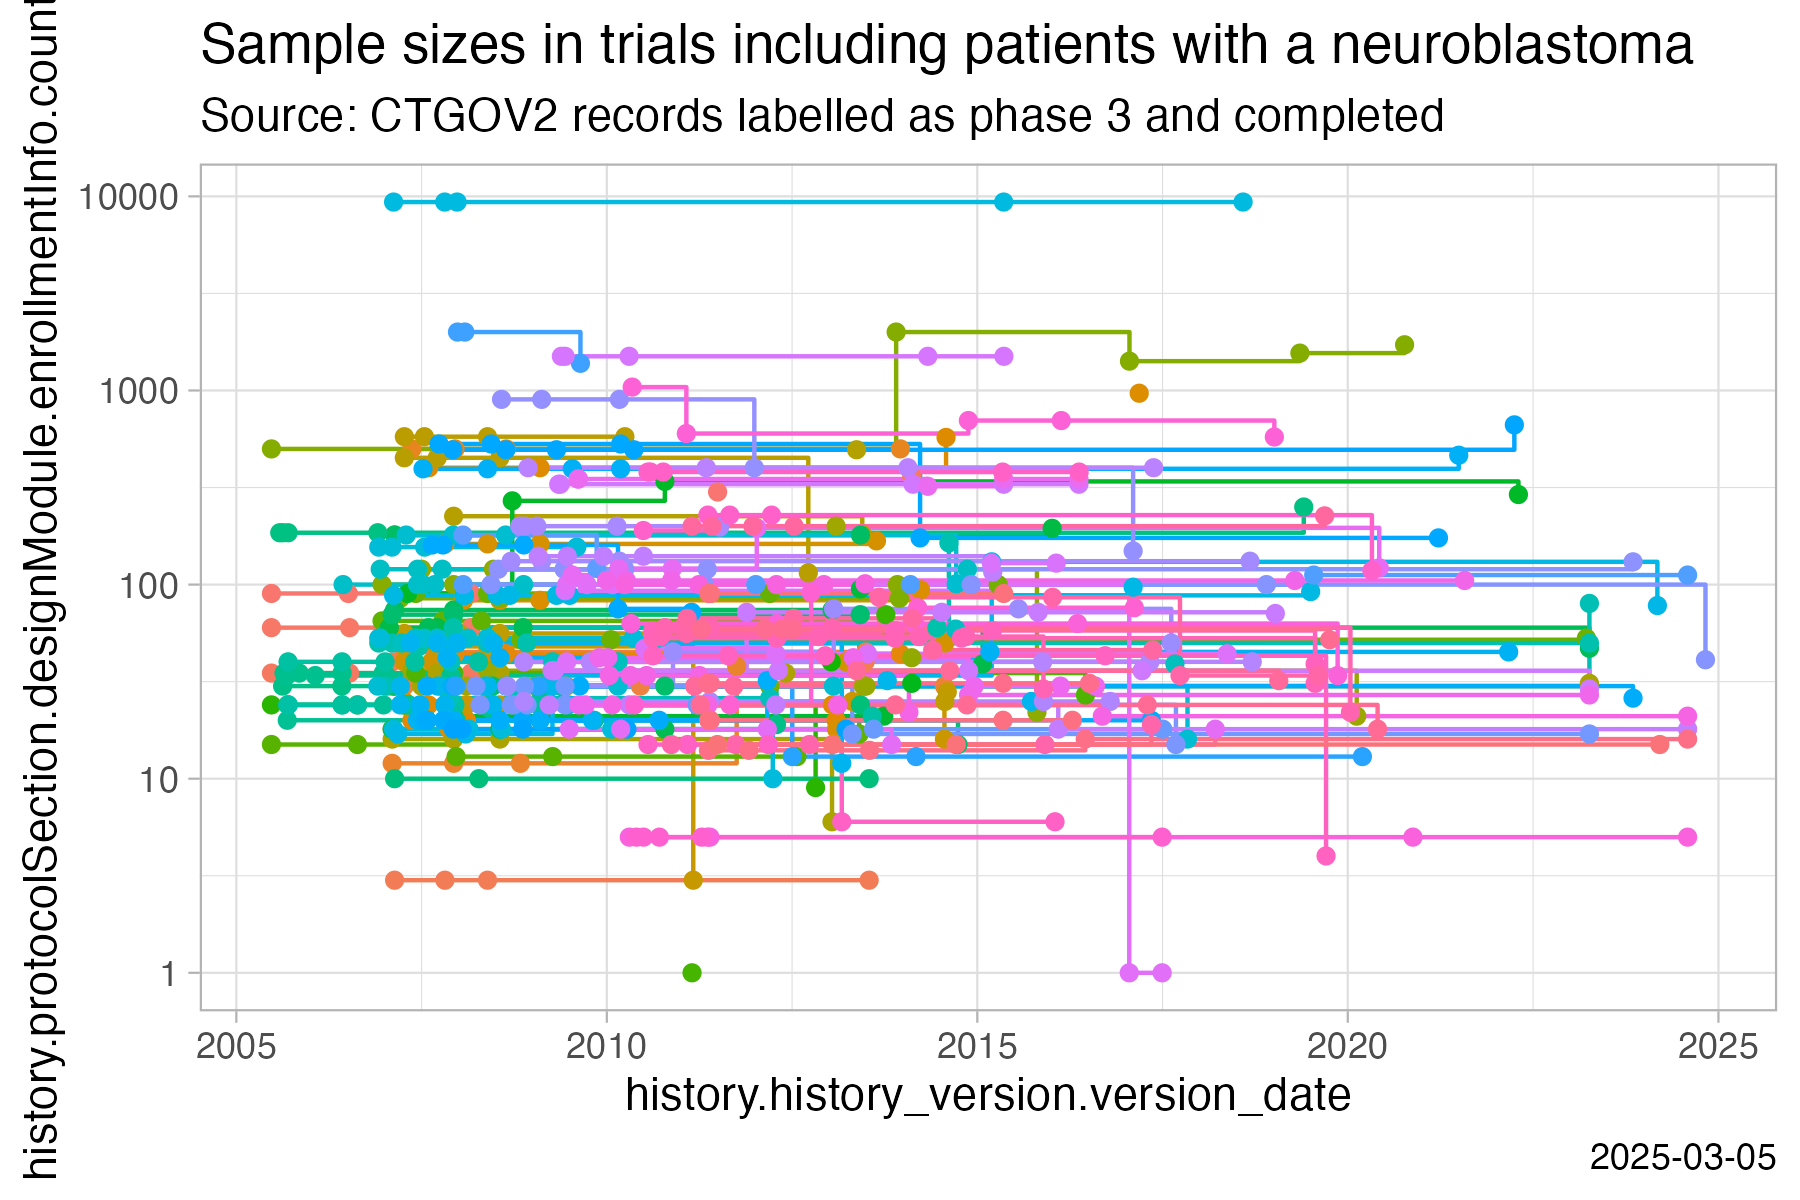 Sample sizes in trials including patients with a neuroblastoma
Source: CTGOV2 records labelled as phase 3 and completed
history.protocolSection.designModule.enrollmentInfo.count
10000
1000
100
10
1
2005
2010
2015
2020
2025
history.history_version.version_date
2025-03-05